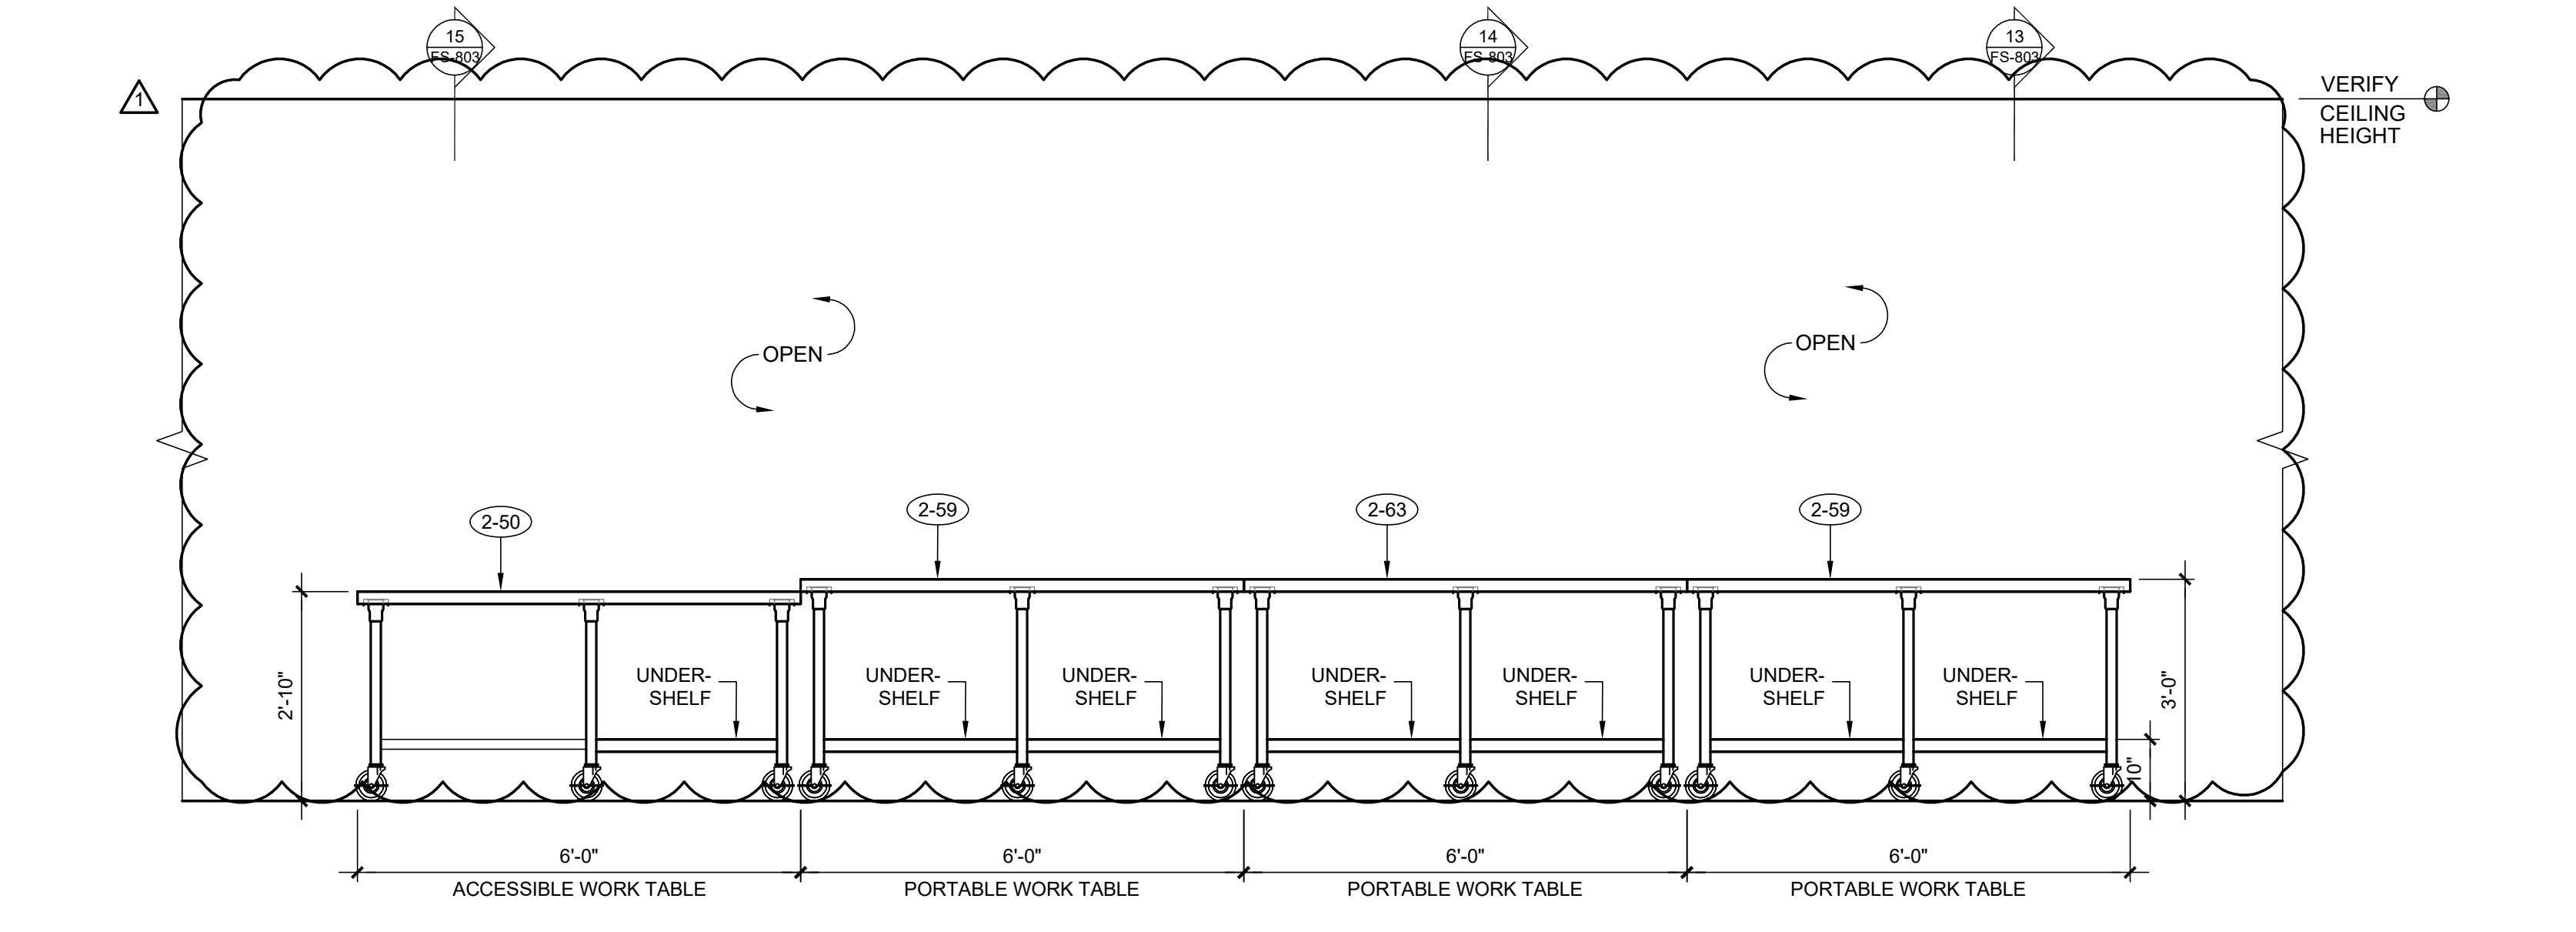 15
FS-803
14
FS-803
13
FS-803
1
VERIFY
CEILING
HEIGHT
OPEN
OPEN
2-50
2-59
2-63
2-59
UNDER-
SHELF
UNDER-
SHELF
UNDER-
SHELF
UNDER-
SHELF
UNDER-
SHELF
UNDER-
SHELF
UNDER-
SHELF
2'-10"
3'-0"
10"
6'-0"
6'-0"
6'-0"
6'-0"
ACCESSIBLE WORK TABLE
PORTABLE WORK TABLE
PORTABLE WORK TABLE
PORTABLE WORK TABLE